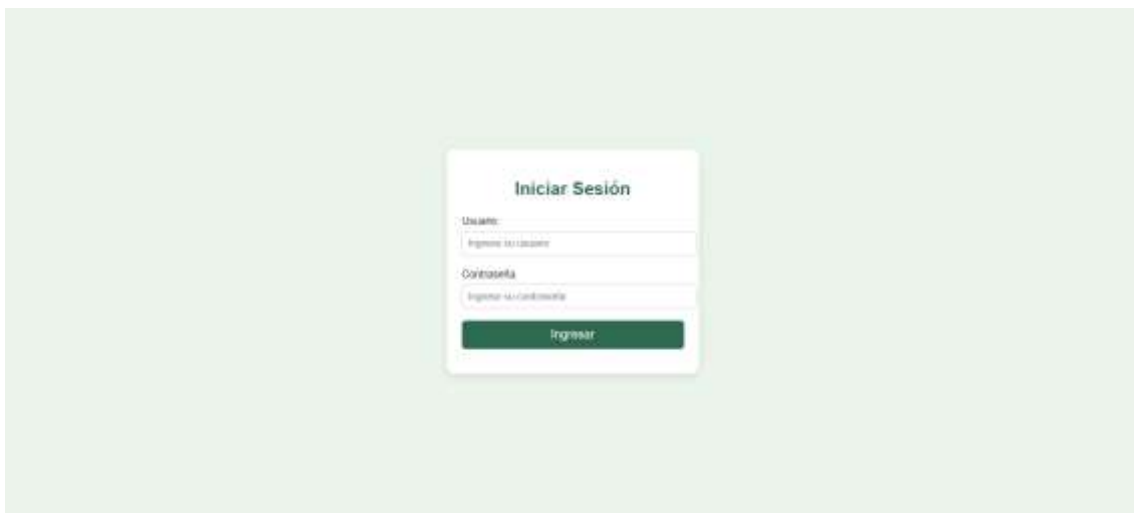 Iniciar Sesión
Usuario:
Ingrese su usuario
Contraseña
Ingrese su contraseña
Ingresar